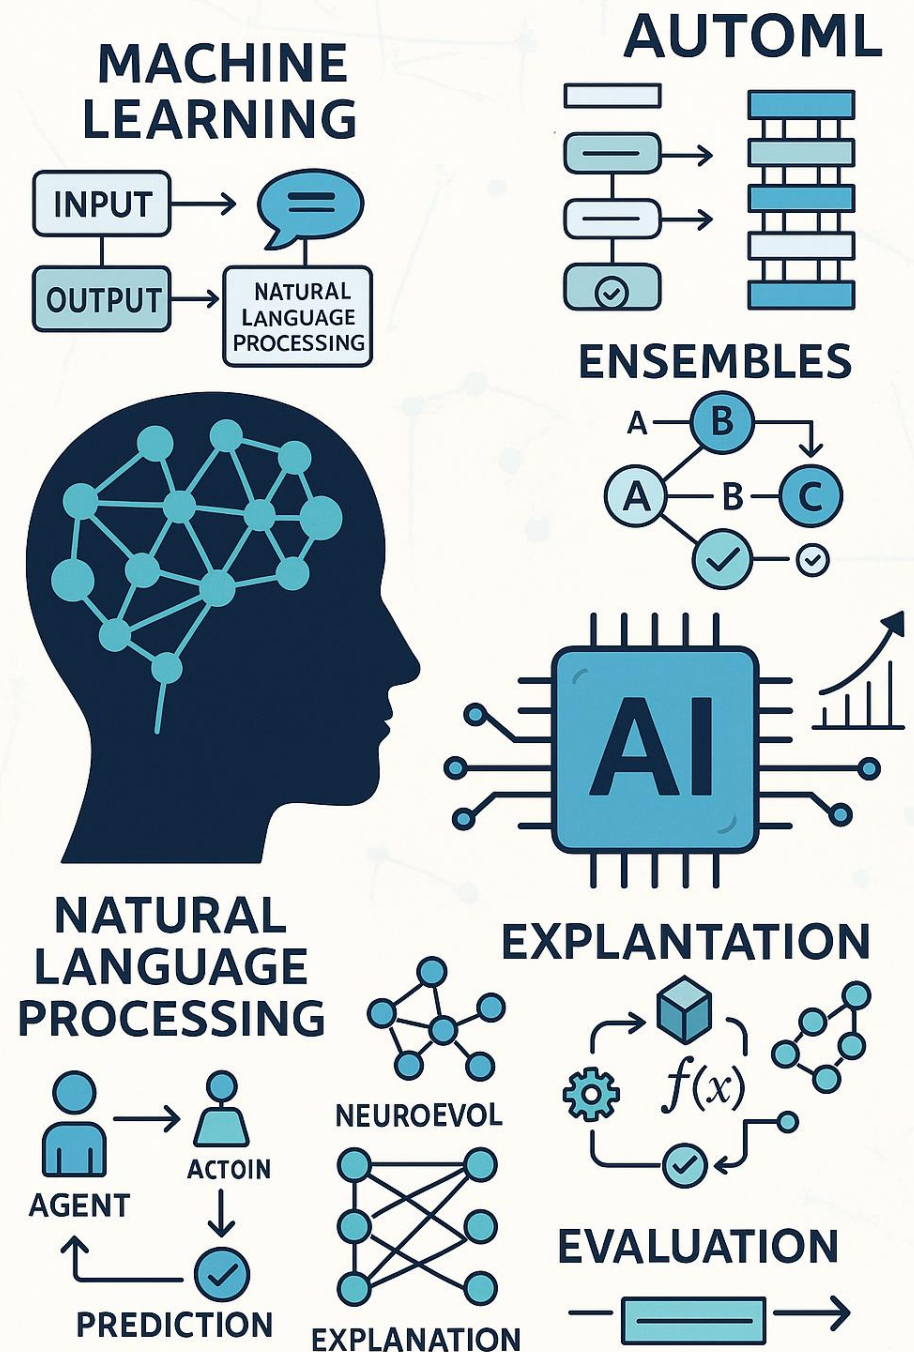 MACHINE
LEARNING
INPUT
OUTPUT
NATURAL
LANGUAGE
PROCESSING
AUTOML
ENSEMBLES
A
B
A
B
C
AI
NATURAL
LANGUAGE
PROCESSING
AGENT
ACTOIN
PREDICTION
NEUROEVOL
EXPLANATION
EXPLANTATION
f(x)
EVALUATION